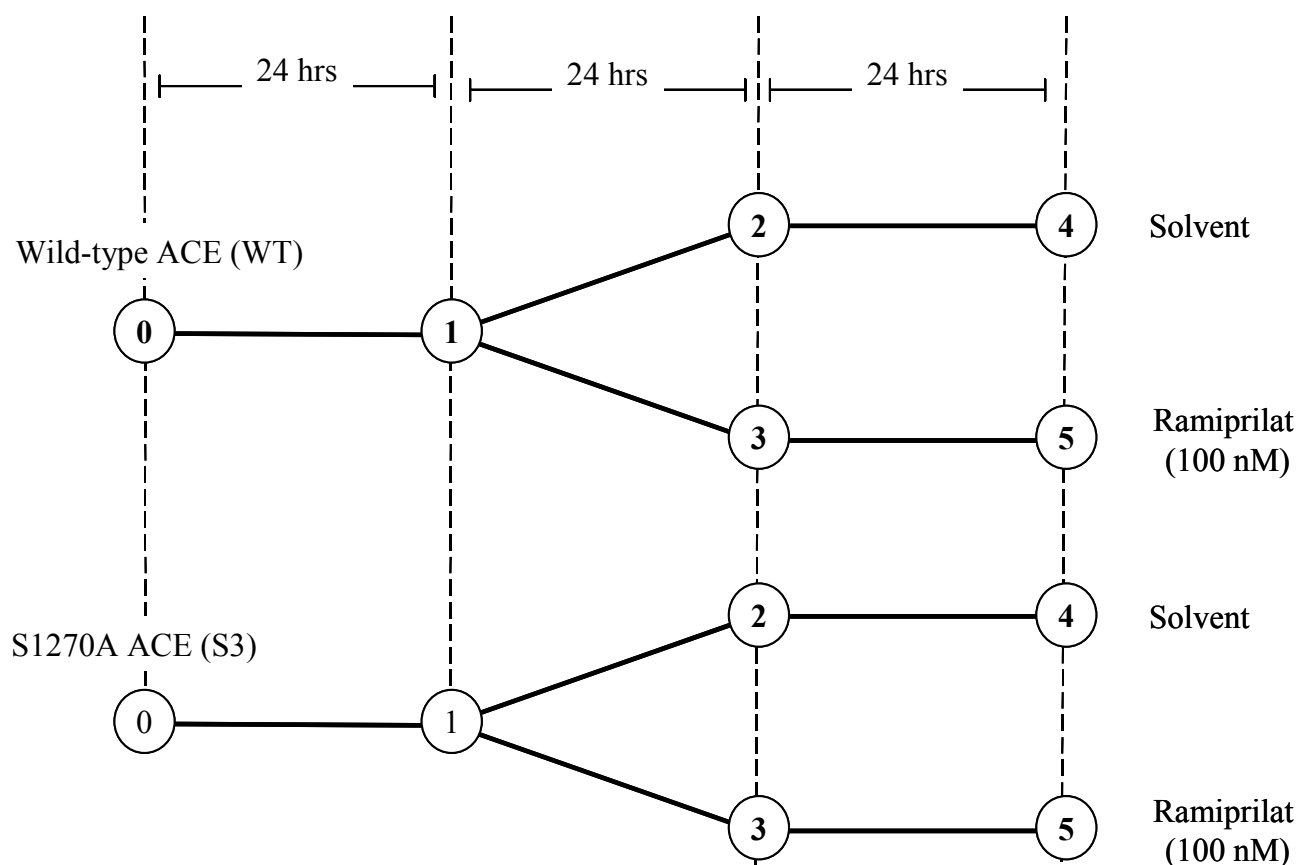 24 hrs
24 hrs
24 hrs
2
4
Solvent
Wild-type ACE (WT)
0
1
3
5
Ramiprilat
(100 nM)
2
4
Solvent
S1270A ACE (S3)
0
1
3
5
Ramiprilat
(100 nM)